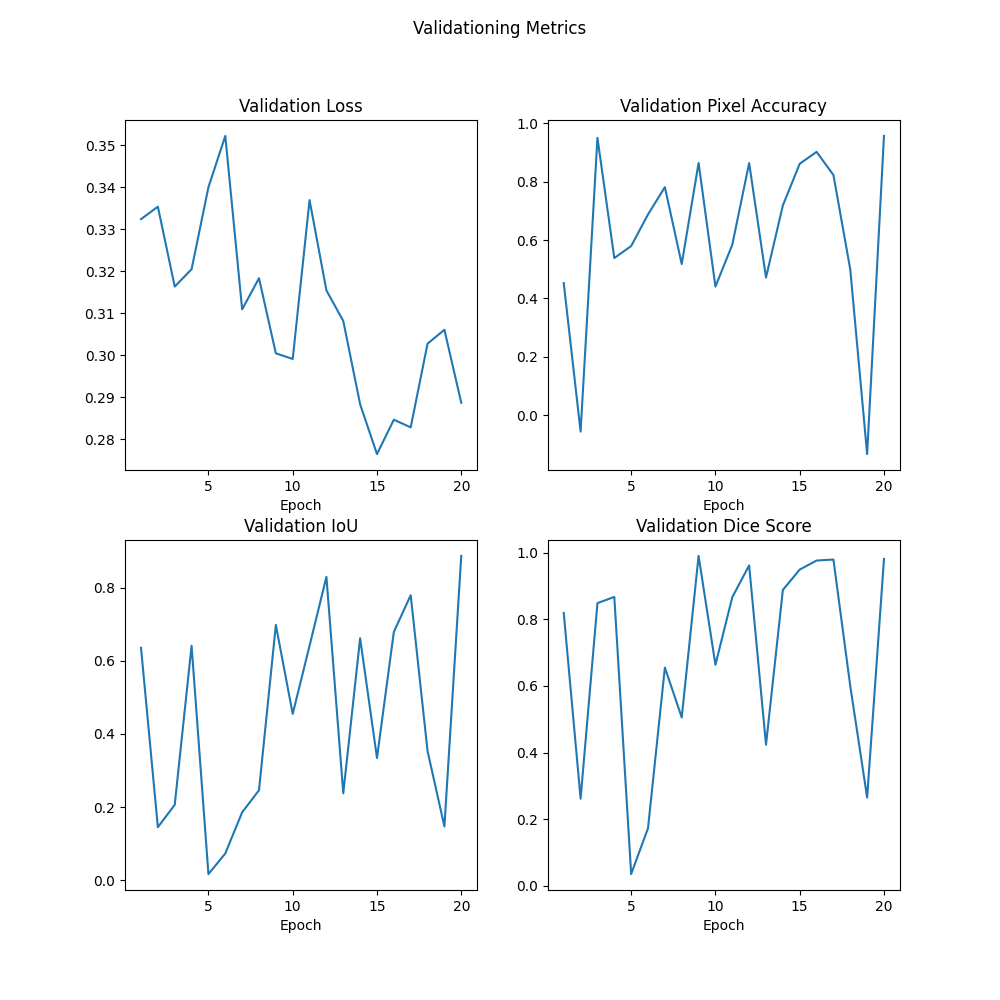 Validationing Metrics
Validation Loss
0.35
0.34
0.33
0.32
0.31
0.30
0.29
0.28
5 10 15 20
Epoch
Validation Pixel Accuracy
1.0
0.8
0.6
0.4
0.2
0.0
5 10 15 20
Epoch
Validation IoU
0.8
0.6
0.4
0.2
0.0
5 10 15 20
Epoch
Validation Dice Score
1.0
0.8
0.6
0.4
0.2
0.0
5 10 15 20
Epoch